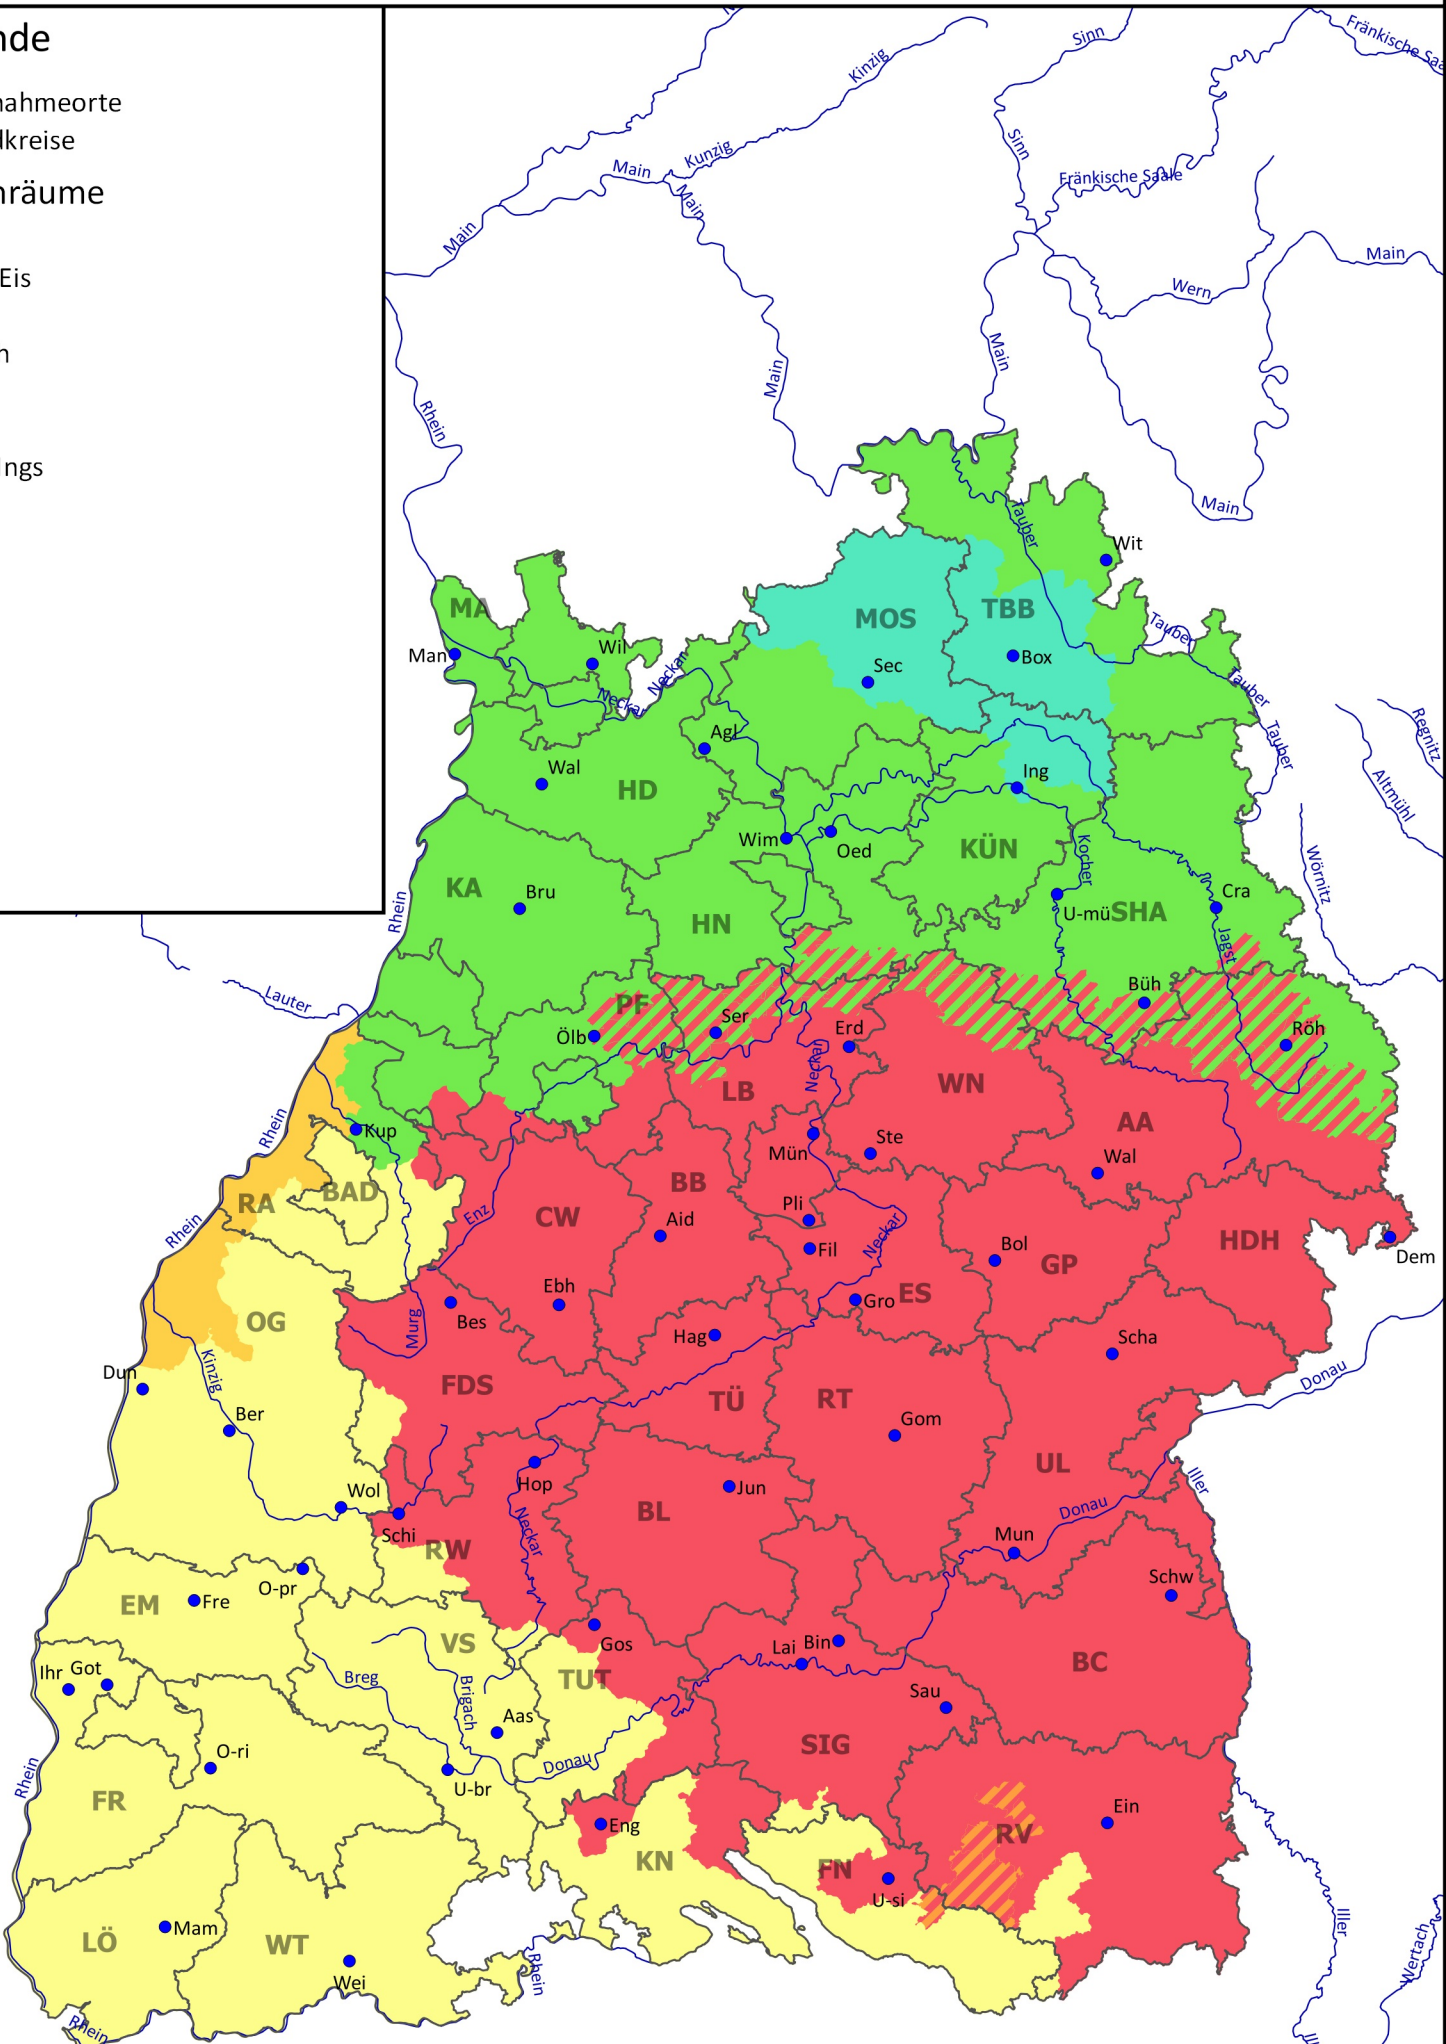 nde
nahmeorte
dkreise
nräume
Eis
n
Ings
Kinzig
Sinn
Fränkische Saa
Sinn
Kunzig
Main
Main
Fränkische Saale
Main
Main
Wern
Main
Main
Rhein
Main
Tauber
Wit
MA
MOS
TBB
Tauber
Man
Wil
Neckar
Sec
Box
Neckar
Tauber
Regnitz
Agl
Tauber
Wal
HD
Ing
Altmühl
Wim
Oed
KÜN
Kocher
Wörnitz
KA
Bru
Rhein
HN
U-mü
SHA
Cra
Jagst
Lauter
PF
Büh
Ölb
Ser
Erd
Röh
Neckar
LB
WN
Rhein
Kup
AA
Mün
Ste
Wal
RA
BAD
BB
Pli
Rhein
Enz
CW
Aid
Fil
Neckar
Bol
GP
HDH
Dem
Ebh
ES
OG
Bes
Gro
Murg
Hag
Scha
Kinzig
Dun
FDS
TÜ
RT
Donau
Ber
Gom
UL
Wol
Hop
Jun
Iller
Schi
BL
Donau
Neckar
RW
Mun
O-pr
Schw
EM
Fre
VS
Gos
Lai
Bin
BC
Ihr
Got
Breg
TUT
Brigach
Sau
Aas
O-ri
Donau
SIG
Rhein
U-br
FR
Eng
RV
Ein
KN
FN
U-si
LÖ
Mam
WT
Iller
Wertach
Wei
Rhein
Rhein